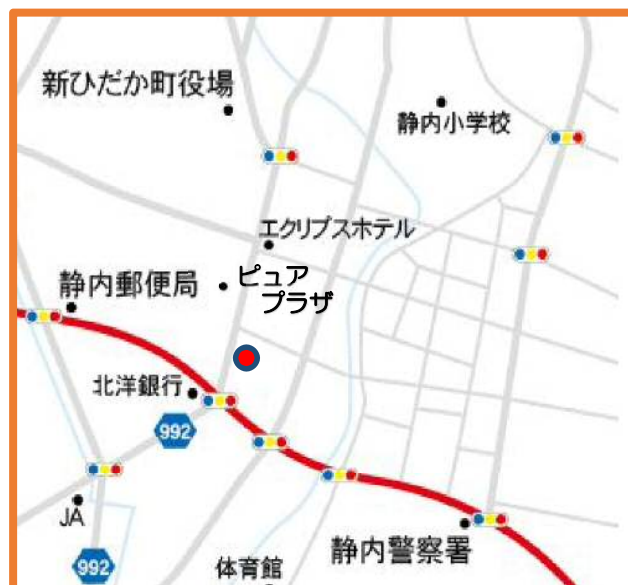 新ひだか町役場
静内小学校
エクリプスホテル
静内郵便局
ピュア
プラザ
北洋銀行
992
JA
静内警察署
992
体育館